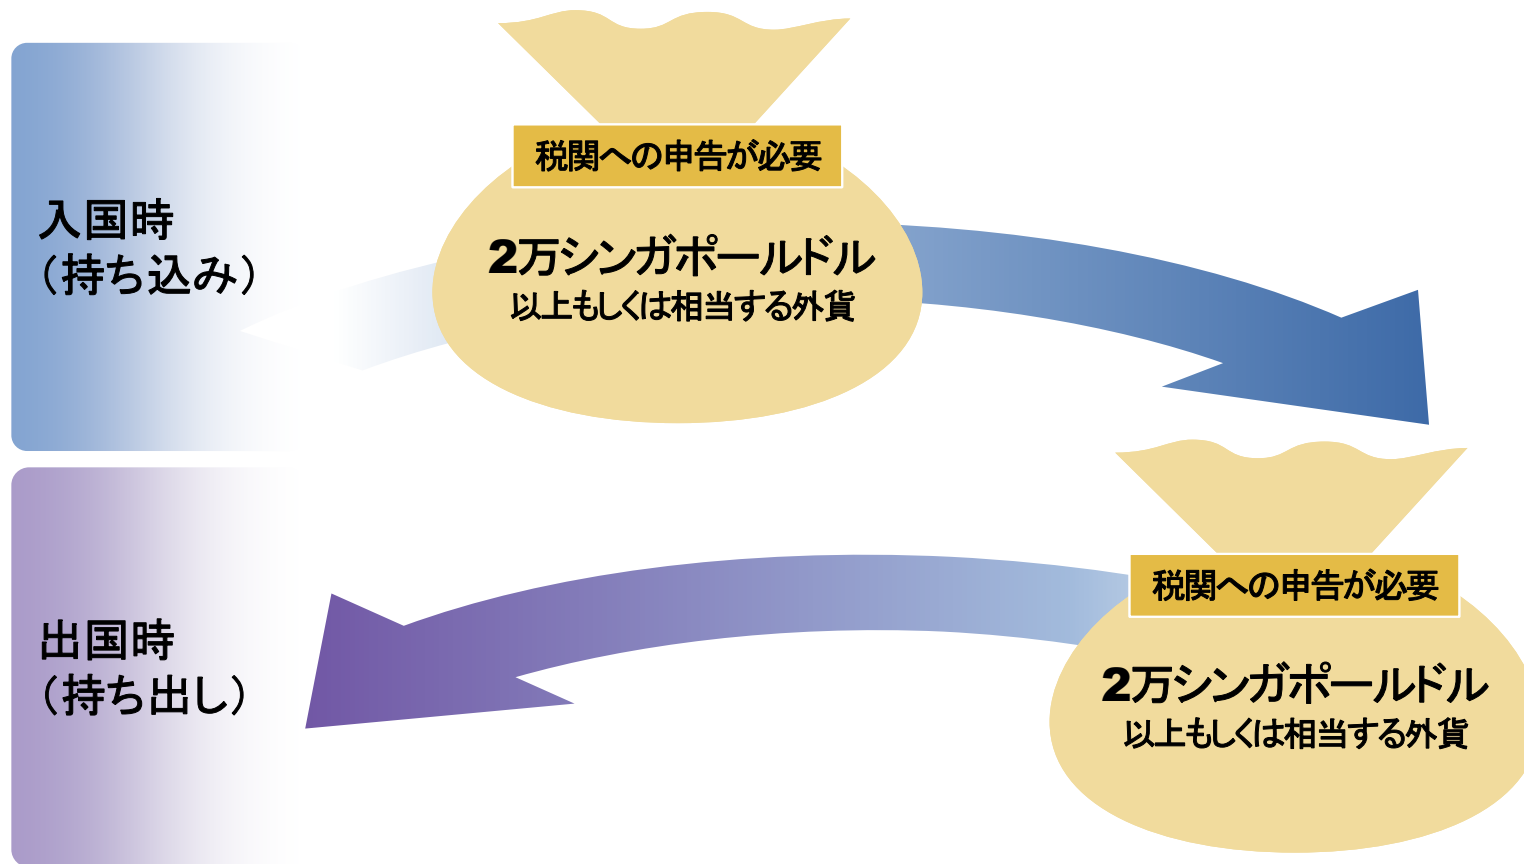 入国時
（持ち込み）
税関への申告が必要
2万シンガポールドル
以上もしくは相当する外貨
出国時
（持ち出し）
税関への申告が必要
2万シンガポールドル
以上もしくは相当する外貨